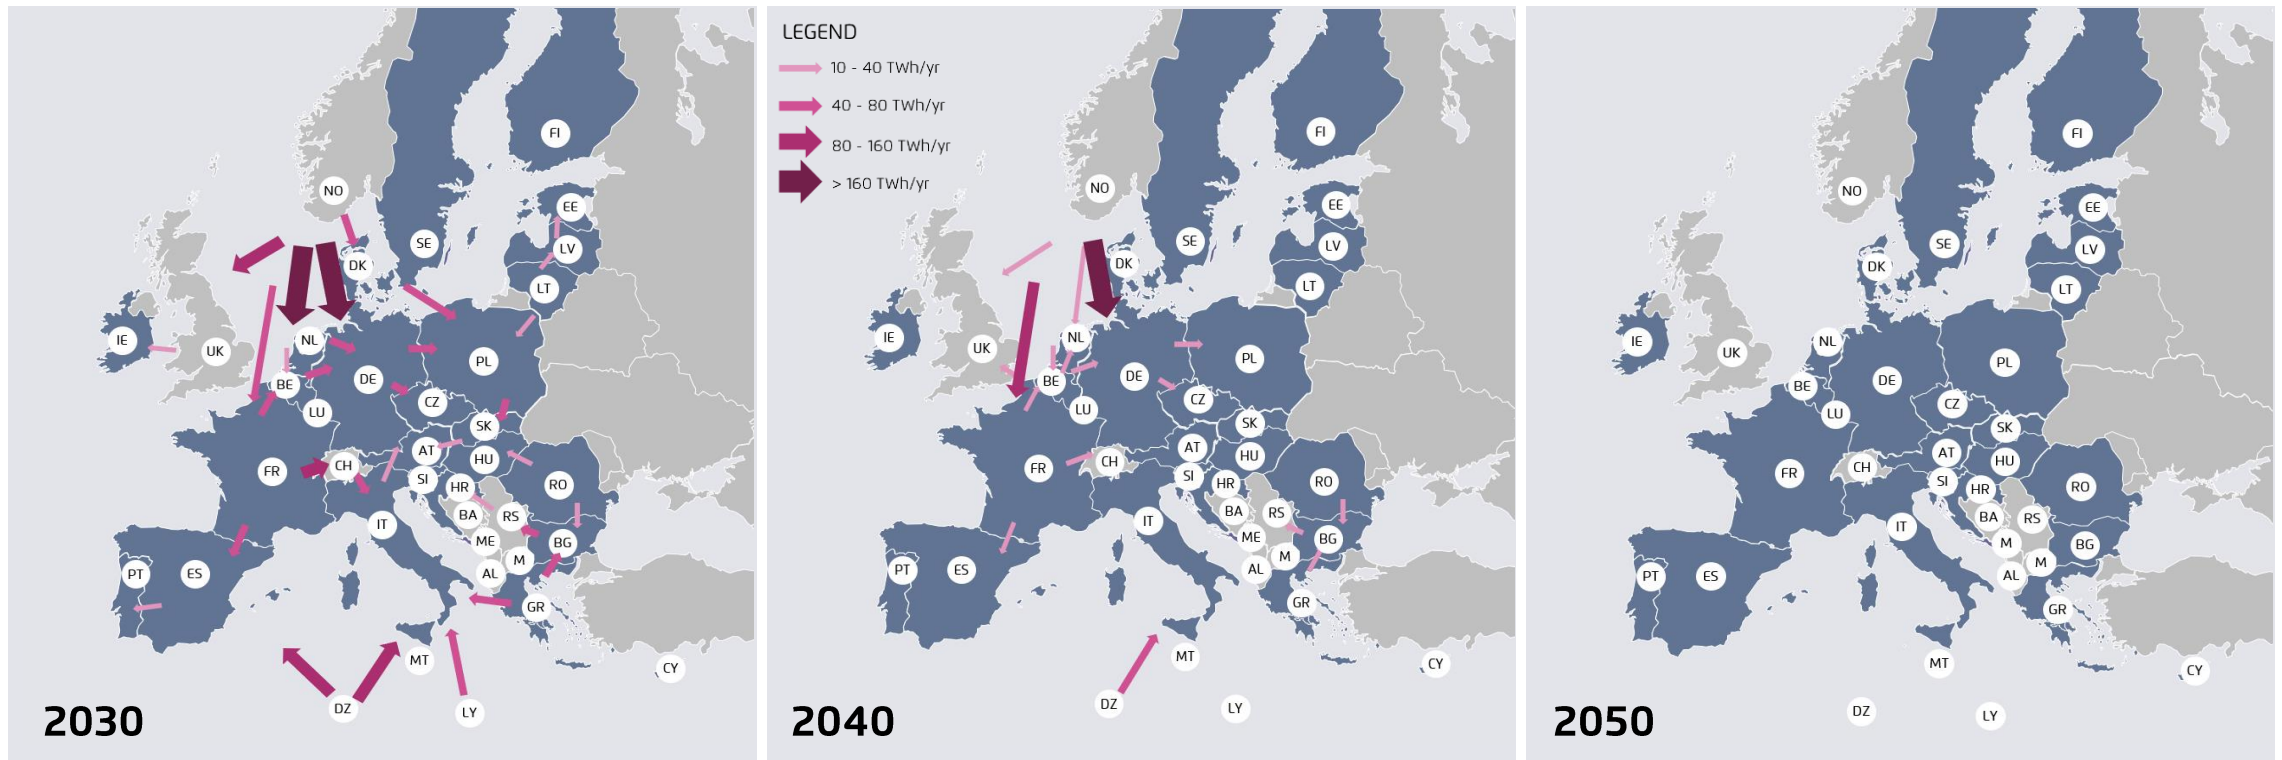 FI
NO
EE
SE
LV
DK
LT
IE
NL
UK
PL
DE
BE
CZ
LU
SK
AT
HU
CH
FR
SI
RO
HR
BA
RS
IT
ME
BG
M
PT
ES
AL
GR
MT
CY
DZ
LY
2030
LEGEND
10 - 40 TWh/yr
40 - 80 TWh/yr
80 - 160 TWh/yr
> 160 TWh/yr
FI
NO
EE
SE
LV
DK
LT
IE
NL
UK
PL
DE
BE
CZ
LU
SK
AT
HU
CH
FR
SI
RO
HR
BA
RS
IT
ME
BG
M
PT
ES
AL
GR
MT
CY
DZ
LY
2040
FI
NO
EE
SE
LV
DK
LT
IE
NL
UK
PL
DE
BE
CZ
LU
SK
AT
HU
CH
FR
SI
RO
HR
BA
RS
IT
M
BG
M
PT
ES
AL
GR
MT
CY
DZ
LY
2050